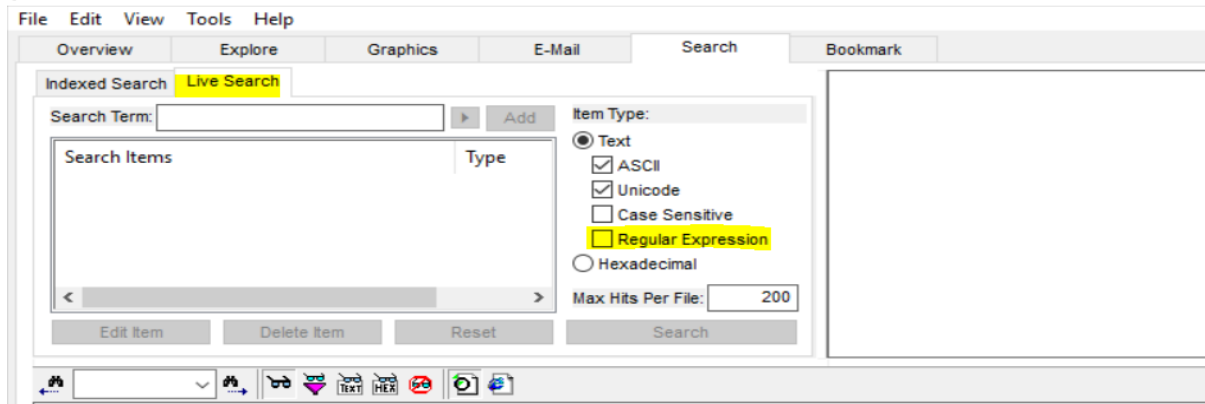 File Edit View Tools Help
Overview Explore Graphics E-Mail Search Bookmark
Indexed Search Live Search
Search Term: Add
Search Items Type
Item Type:
Text
ASCII
Unicode
Case Sensitive
Regular Expression
Hexadecimal
Max Hits Per File: 200
Edit Item Delete Item Reset Search
TEXT HEX